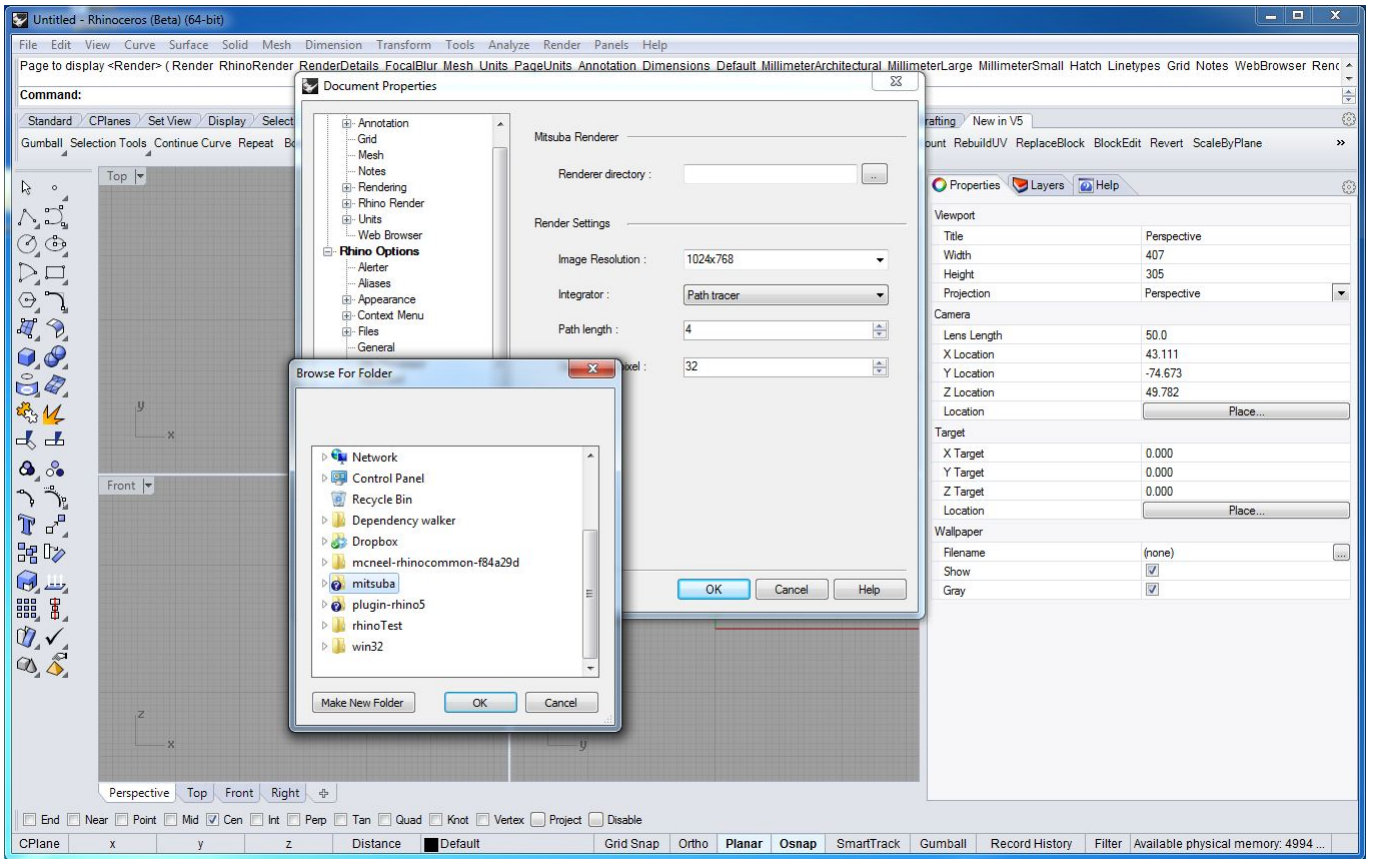 Untitled - Rhinoceros (Beta) (64-bit)
File Edit View Curve Surface Solid Mesh Dimension Transform Tools Analyze Render Panels Help
Page to display <Render> ( Render RhinoRender RenderDetails FocalBlur Mesh Units PageUnits Annotation Dimensions Default MillimeterArchitectural MillimeterLarge MillimeterSmall Hatch Linetypes Grid Notes WebBrowser Renc
Command:
Standard CPlanes Set View Display Select
rafting New in V5
Gumball Selection Tools Continue Curve Repeat Bo
ount RebuildUV ReplaceBlock BlockEdit Revert ScaleByPlane »
Document Properties
Annotation
Grid
Mesh
Notes
Rendering
Rhino Render
Units
Web Browser
Rhino Options
Alerter
Aliases
Appearance
Context Menu
Files
General
Mitsuba Renderer
Renderer directory : ..
Render Settings
Image Resolution : 1024x768
Integrator : Path tracer
Path length : 4
ixel : 32
OK Cancel Help
Browse For Folder
Network
Control Panel
Recycle Bin
Dependency walker
Dropbox
mcneel-rhinocommon-f84a29d
mitsuba
plugin-rhino5
rhinoTest
win32
Make New Folder OK Cancel
Top
y
x
Front
z
x
y
Properties Layers Help
Viewport
Title Perspective
Width 407
Height 305
Projection Perspective
Camera
Lens Length 50.0
X Location 43.111
Y Location -74.673
Z Location 49.782
Location Place...
Target
X Target 0.000
Y Target 0.000
Z Target 0.000
Location Place...
Wallpaper
Filename (none) ...
Show
Gray
Perspective Top Front Right
End Near Point Mid Cen Int Perp Tan Quad Knot Vertex Project Disable
CPlane x y z Distance Default Grid Snap Ortho Planar Osnap SmartTrack Gumball Record History Filter Available physical memory: 4994 ...